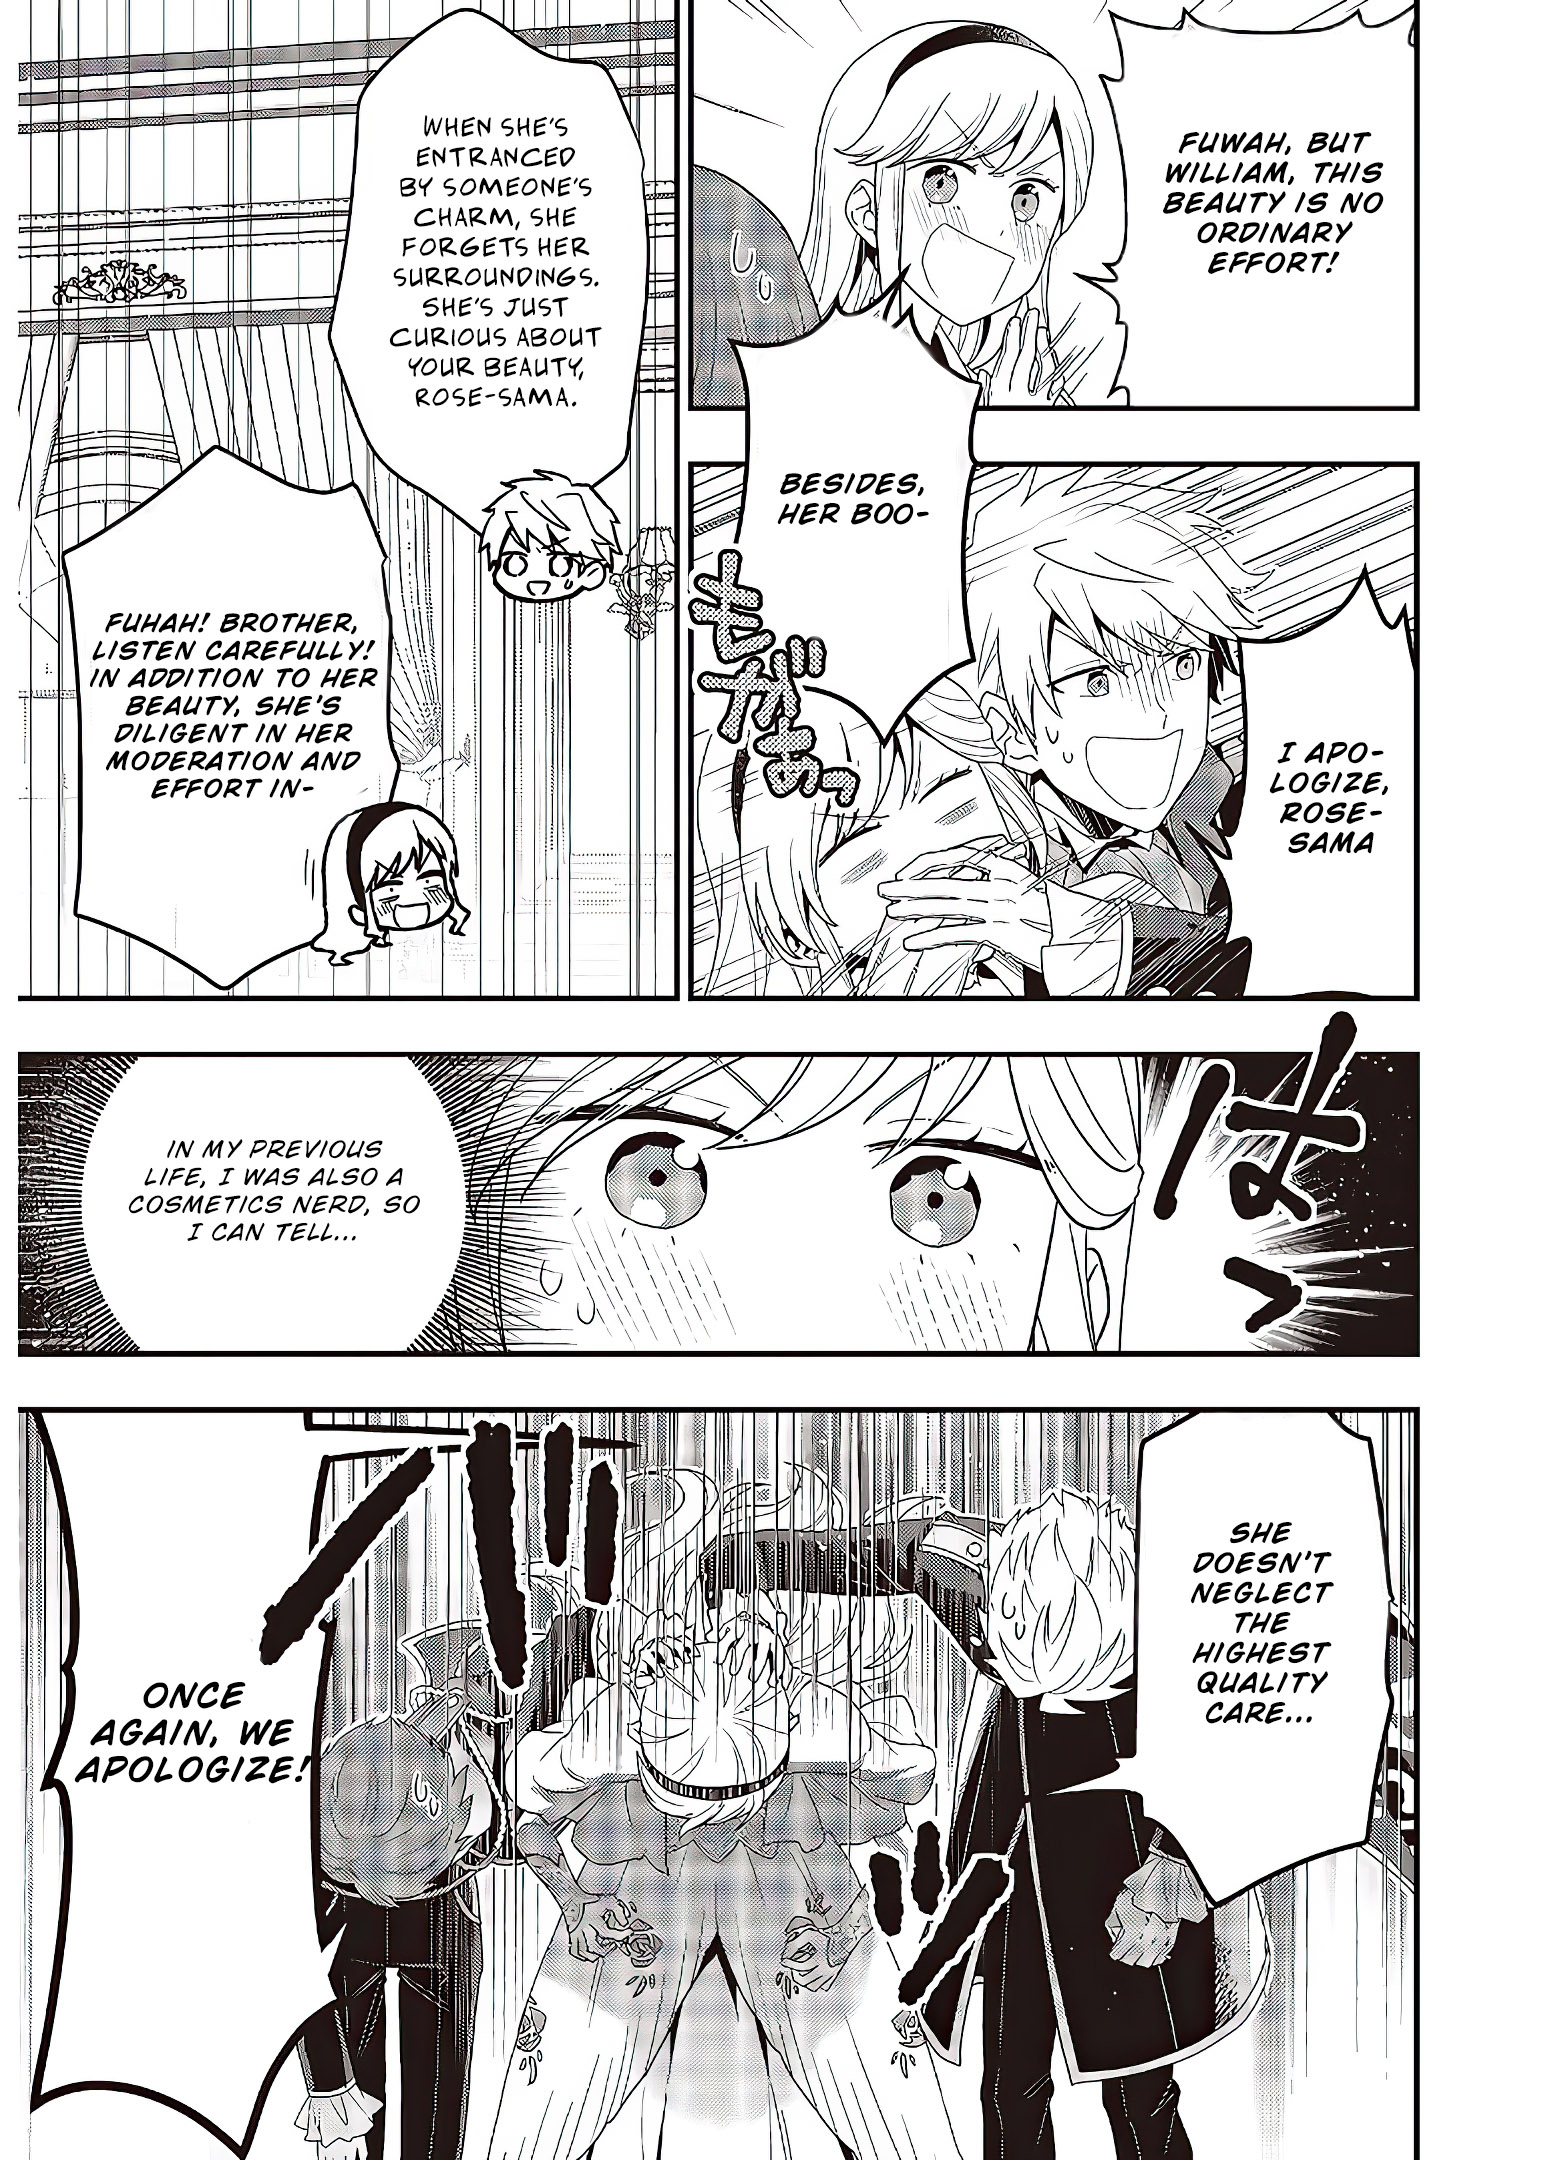 FUWAH, BUT
WILLIAM, THIS
BEAUTY IS NO
ORDINARY
EFFORT!
BESIDES,
HER BOO-
もがあっ
I APO-
LOGIZE,
ROSE-
SAMA
WHEN SHE'S
ENTRANCED
BY SOMEONE'S
CHARM, SHE
FORGETS HER
SURROUNDINGS.
SHE'S JUST
CURIOUS ABOUT
YOUR BEAUTY,
ROSE-SAMA.
FUHAH! BROTHER,
LISTEN CAREFULLY!
IN ADDITION TO HER
BEAUTY, SHE'S
DILIGENT IN HER
MODERATION AND
EFFORT IN-
はっ
IN MY PREVIOUS
LIFE, I WAS ALSO A
COSMETICS NERD, SO
I CAN TELL...
SHE
DOESN'T
NEGLECT
THE
HIGHEST
QUALITY
CARE...
ONCE
AGAIN, WE
APOLOGIZE!